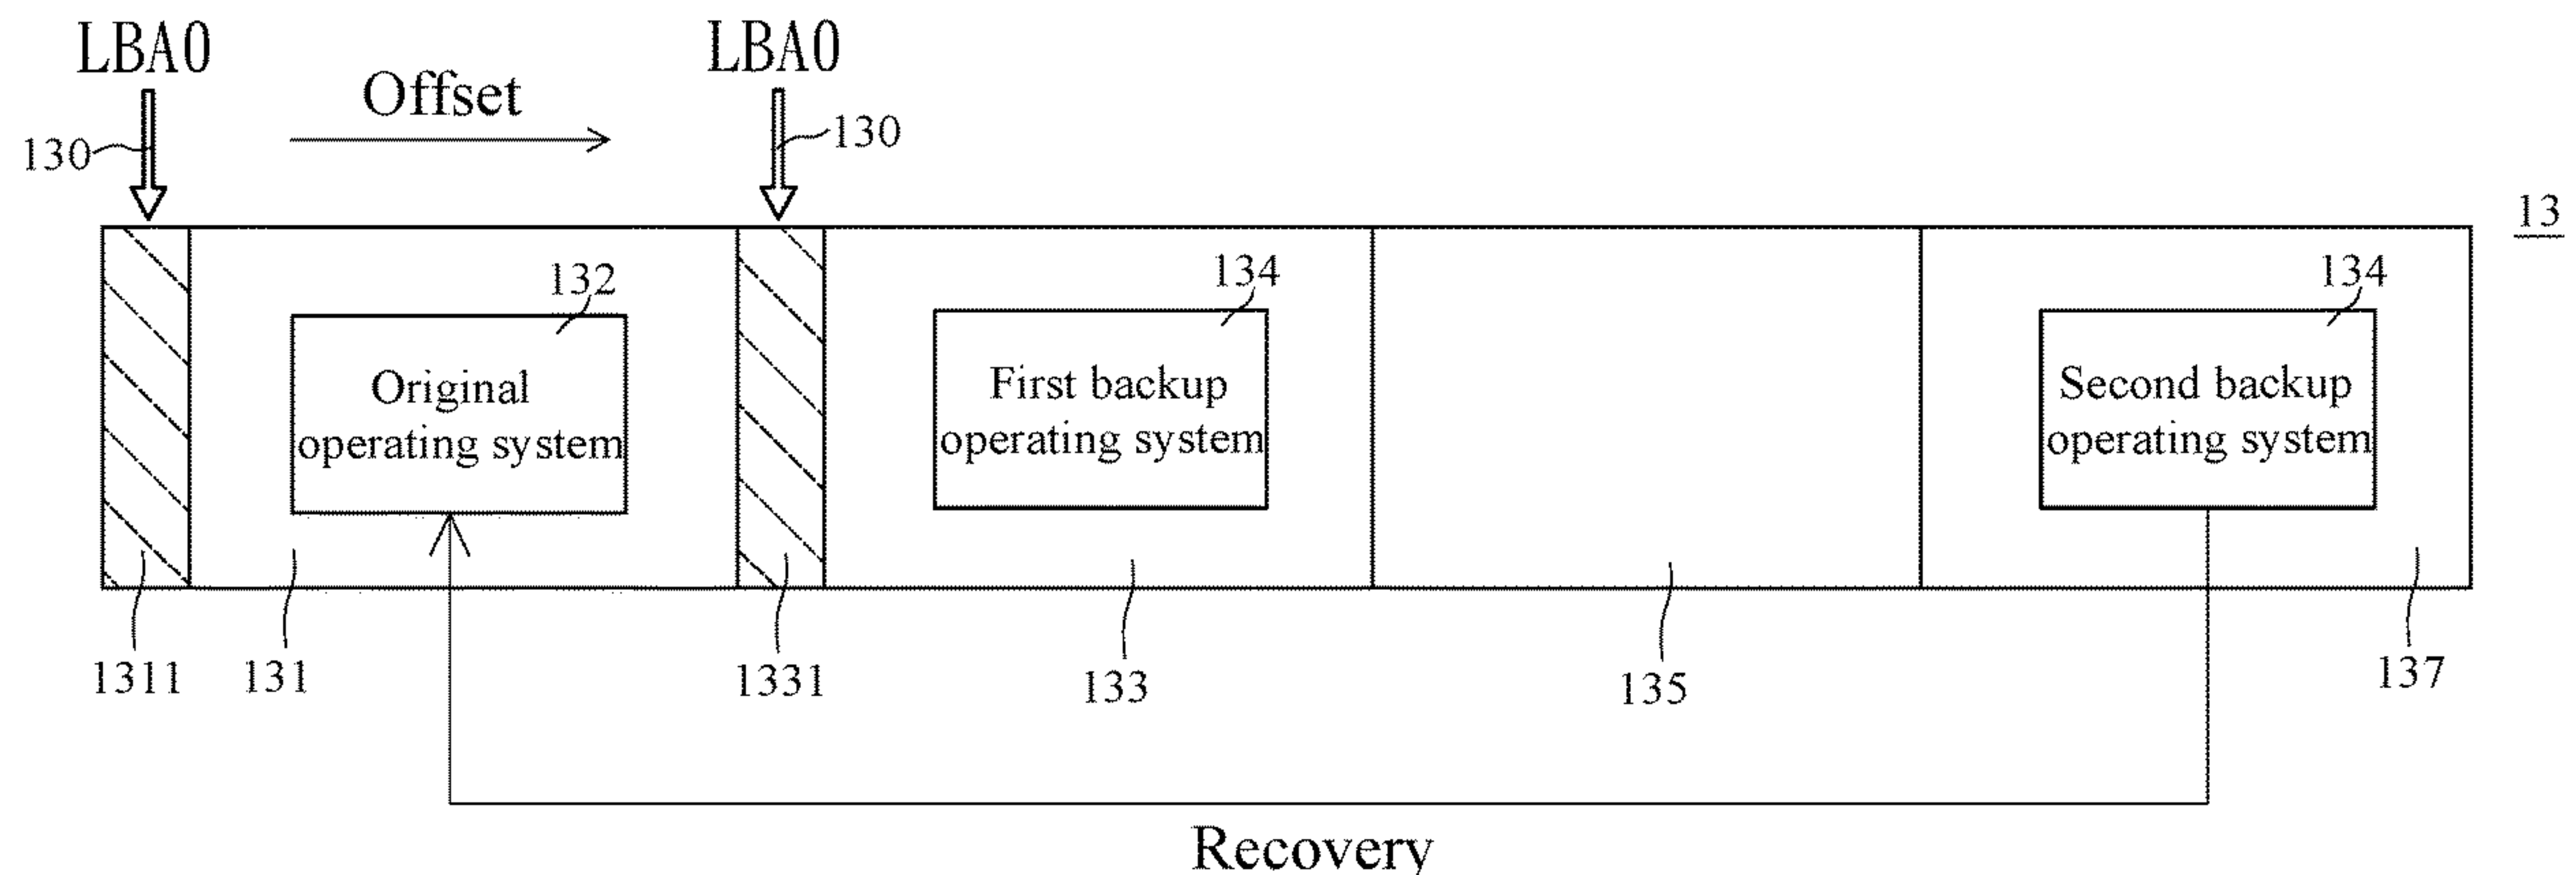 LBA0
LBA0
Offset
130
130
13
132
134
134
Original
operating system
First backup
operating system
Second backup
operating system
1311
131
1331
133
135
137
Recovery